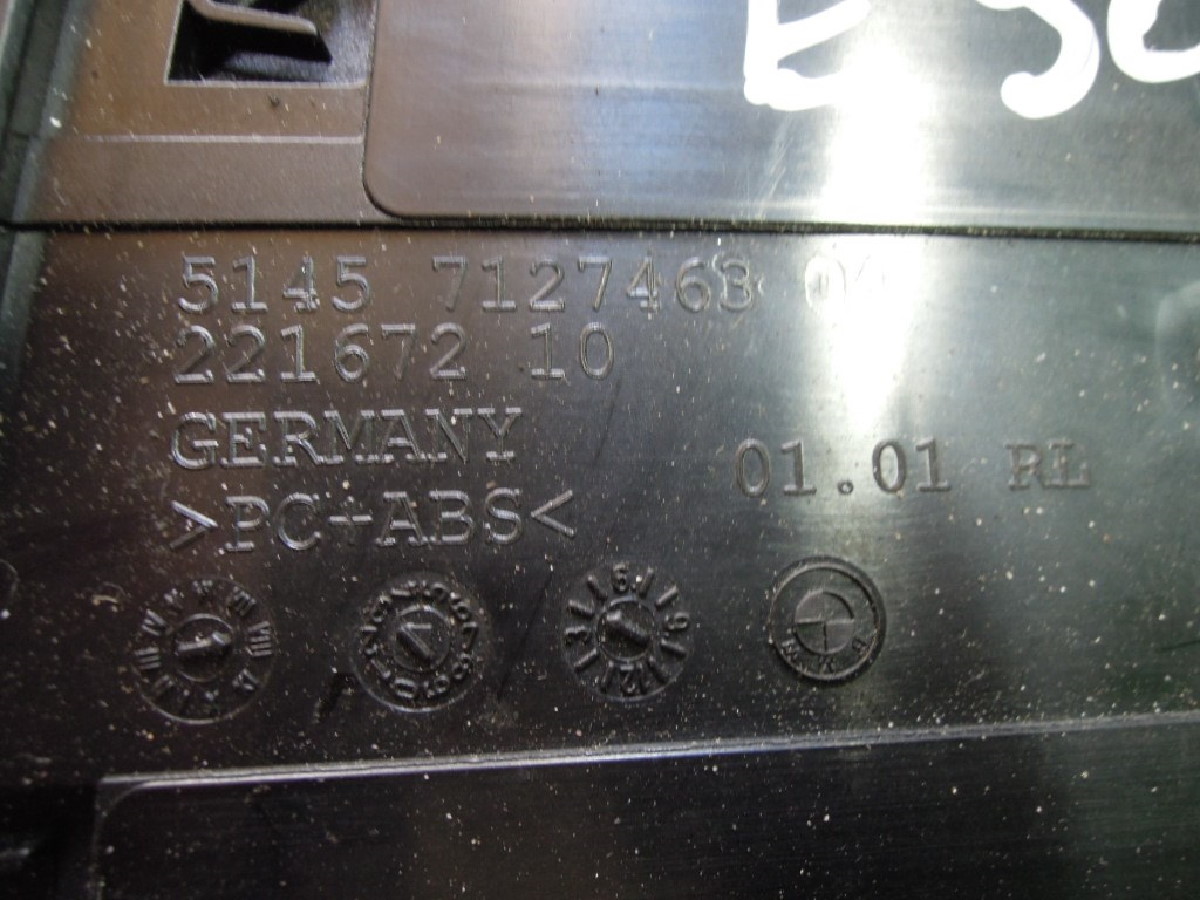 5145 7127463
221672 10
GERMANY
01.01 RL
>PC+ABS<